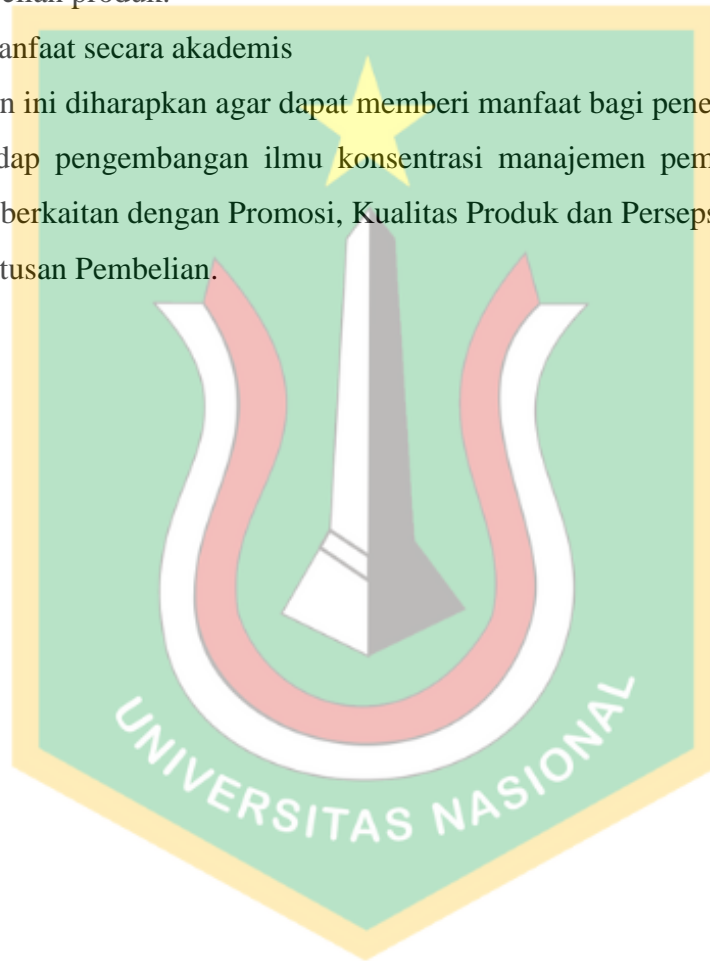 produk.
anfaat secara akademis
n ini diharapkan agar dapat memberi manfaat bagi pene
dap pengembangan ilmu konsentrasi manajemen pem
berkaitan dengan Promosi, Kualitas Produk dan Perseps
tusan Pembelian.
UNIVERSITAS NASIONAL